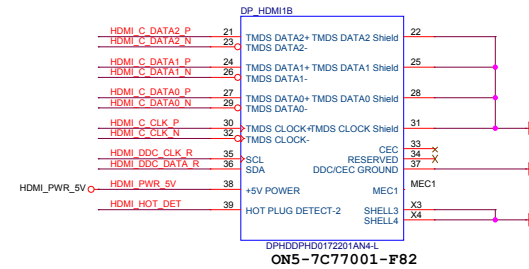 DP_HDMI1B
HDMI_C_DATA2_P 21 TMDS DATA2+ TMDS DATA2 Shield 22
HDMI_C_DATA2_N 23 TMDS DATA2-
HDMI_C_DATA1_P 24 TMDS DATA1+ TMDS DATA1 Shield 25
HDMI_C_DATA1_N 26 TMDS DATA1-
HDMI_C_DATA0_P 27 TMDS DATA0+ TMDS DATA0 Shield 28
HDMI_C_DATA0_N 29 TMDS DATA0-
HDMI_C_CLK_P 30 TMDS CLOCK+TMDS CLOCK Shield 31
HDMI_C_CLK_N 32 TMDS CLOCK-
CEC 33
HDMI_DDC_CLK_R 35 SCL RESERVED 34
HDMI_DDC_DATA_R 36 SDA DDC/CEC GROUND 37
HDMI_PWR_5V HDMI_PWR_5V 38 +5V POWER MEC1 MEC1
HDMI_HOT_DET 39 HOT PLUG DETECT-2 SHELL3 X3
SHELL4 X4
DPHDDPHD0172201AN4-L
ON5-7C77001-F82